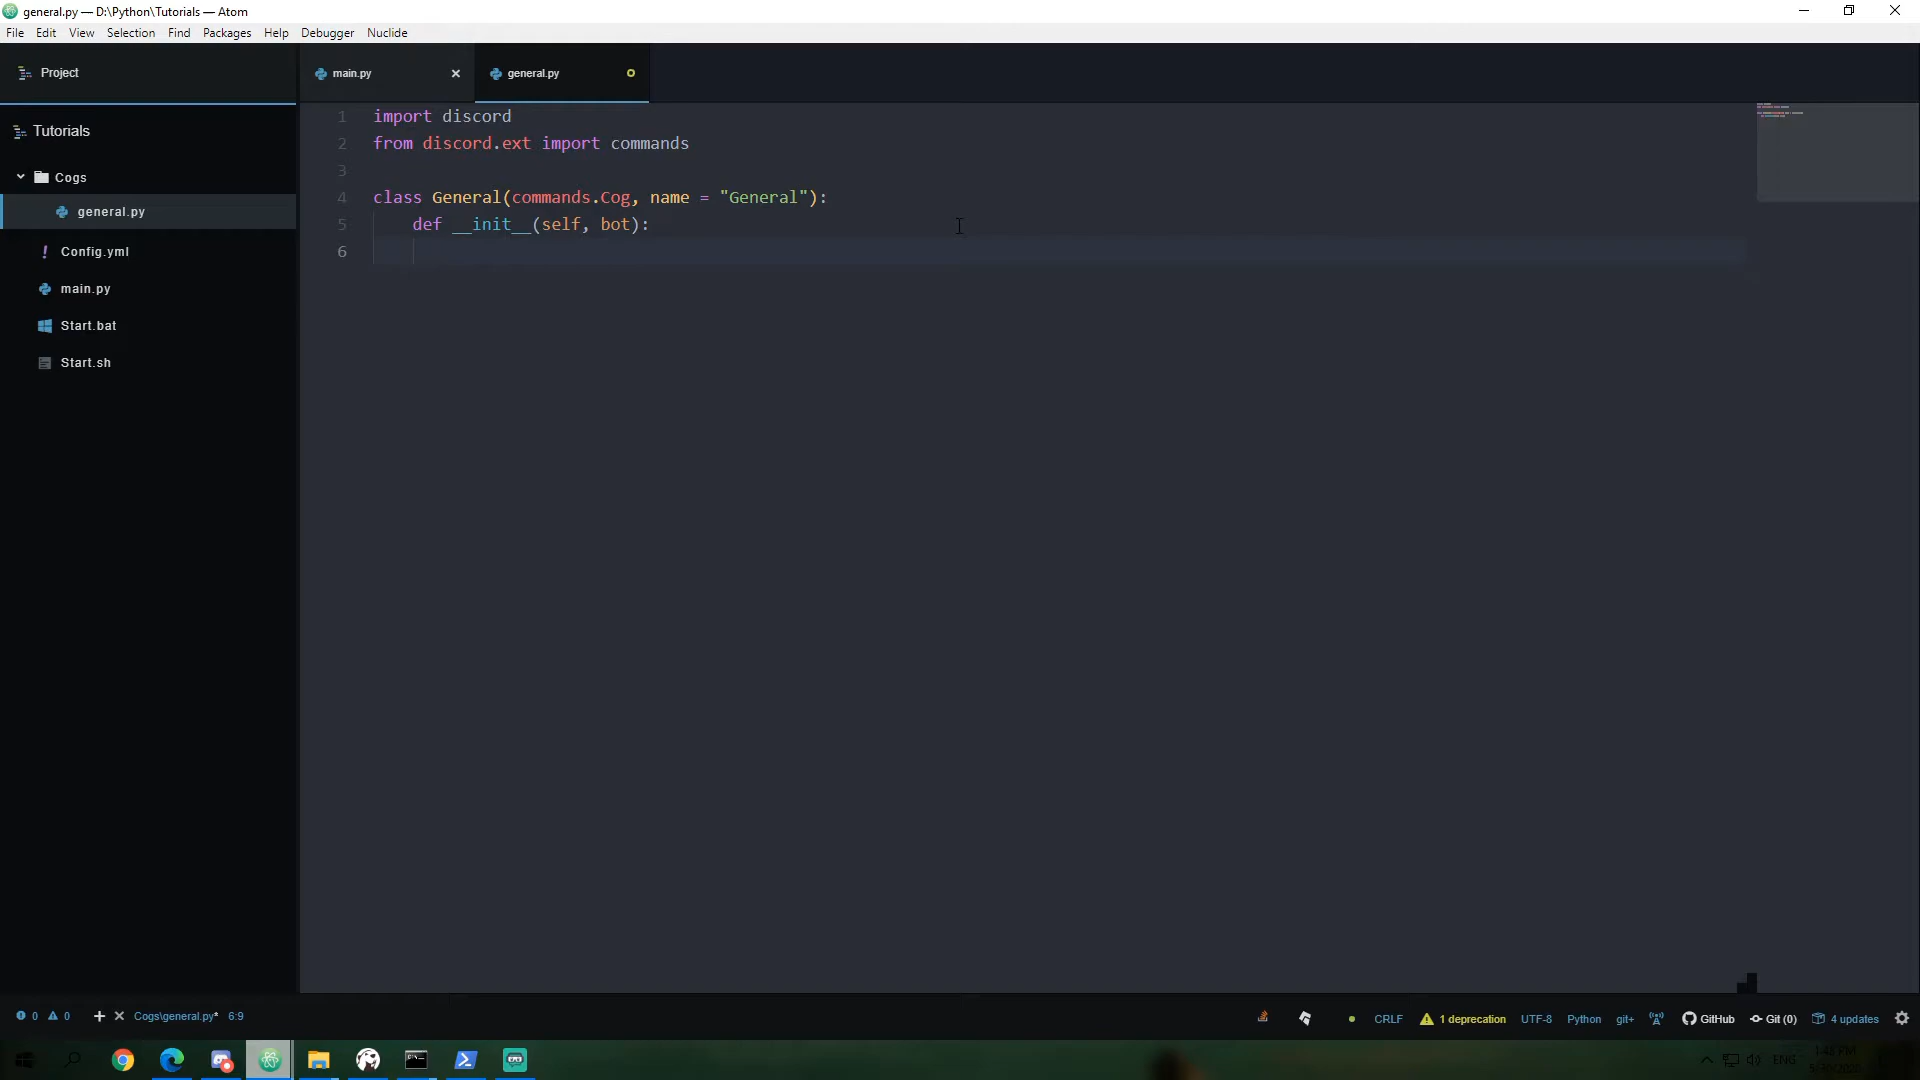 general.py — D:\Python\Tutorials — Atom
File Edit View Selection Find Packages Help Debugger Nuclide
Project
main.py
general.py
Tutorials
Cogs
general.py
Config.yml
main.py
Start.bat
Start.sh
1 import discord
2 from discord.ext import commands
3
4 class General(commands.Cog, name = "General"):
5 def __init__(self, bot):
6
0 0 Cogs\general.py* 6:9
CRLF 1 deprecation UTF-8 Python git+ GitHub Git (0) 4 updates
ENG
1:48 PM